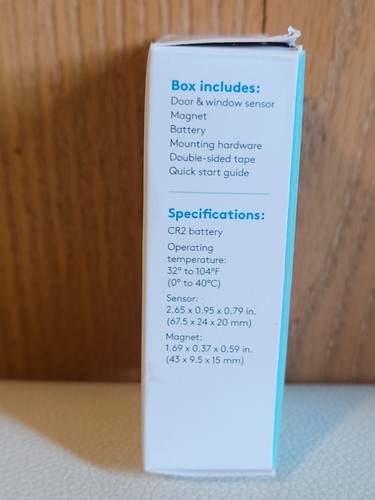 Box includes:
Door & window sensor
Magnet
Battery
Mounting hardware
Double-sided tape
Quick start guide
Specifications:
CR2 battery
Operating
temperature:
32° to 104°F
(0° to 40°C)
Sensor:
2.65 x 0.95 x 0.79 in.
(67.5 x 24 x 20 mm)
Magnet:
1.69 x 0.37 x 0.59 in.
(43 x 9.5 x 15 mm)